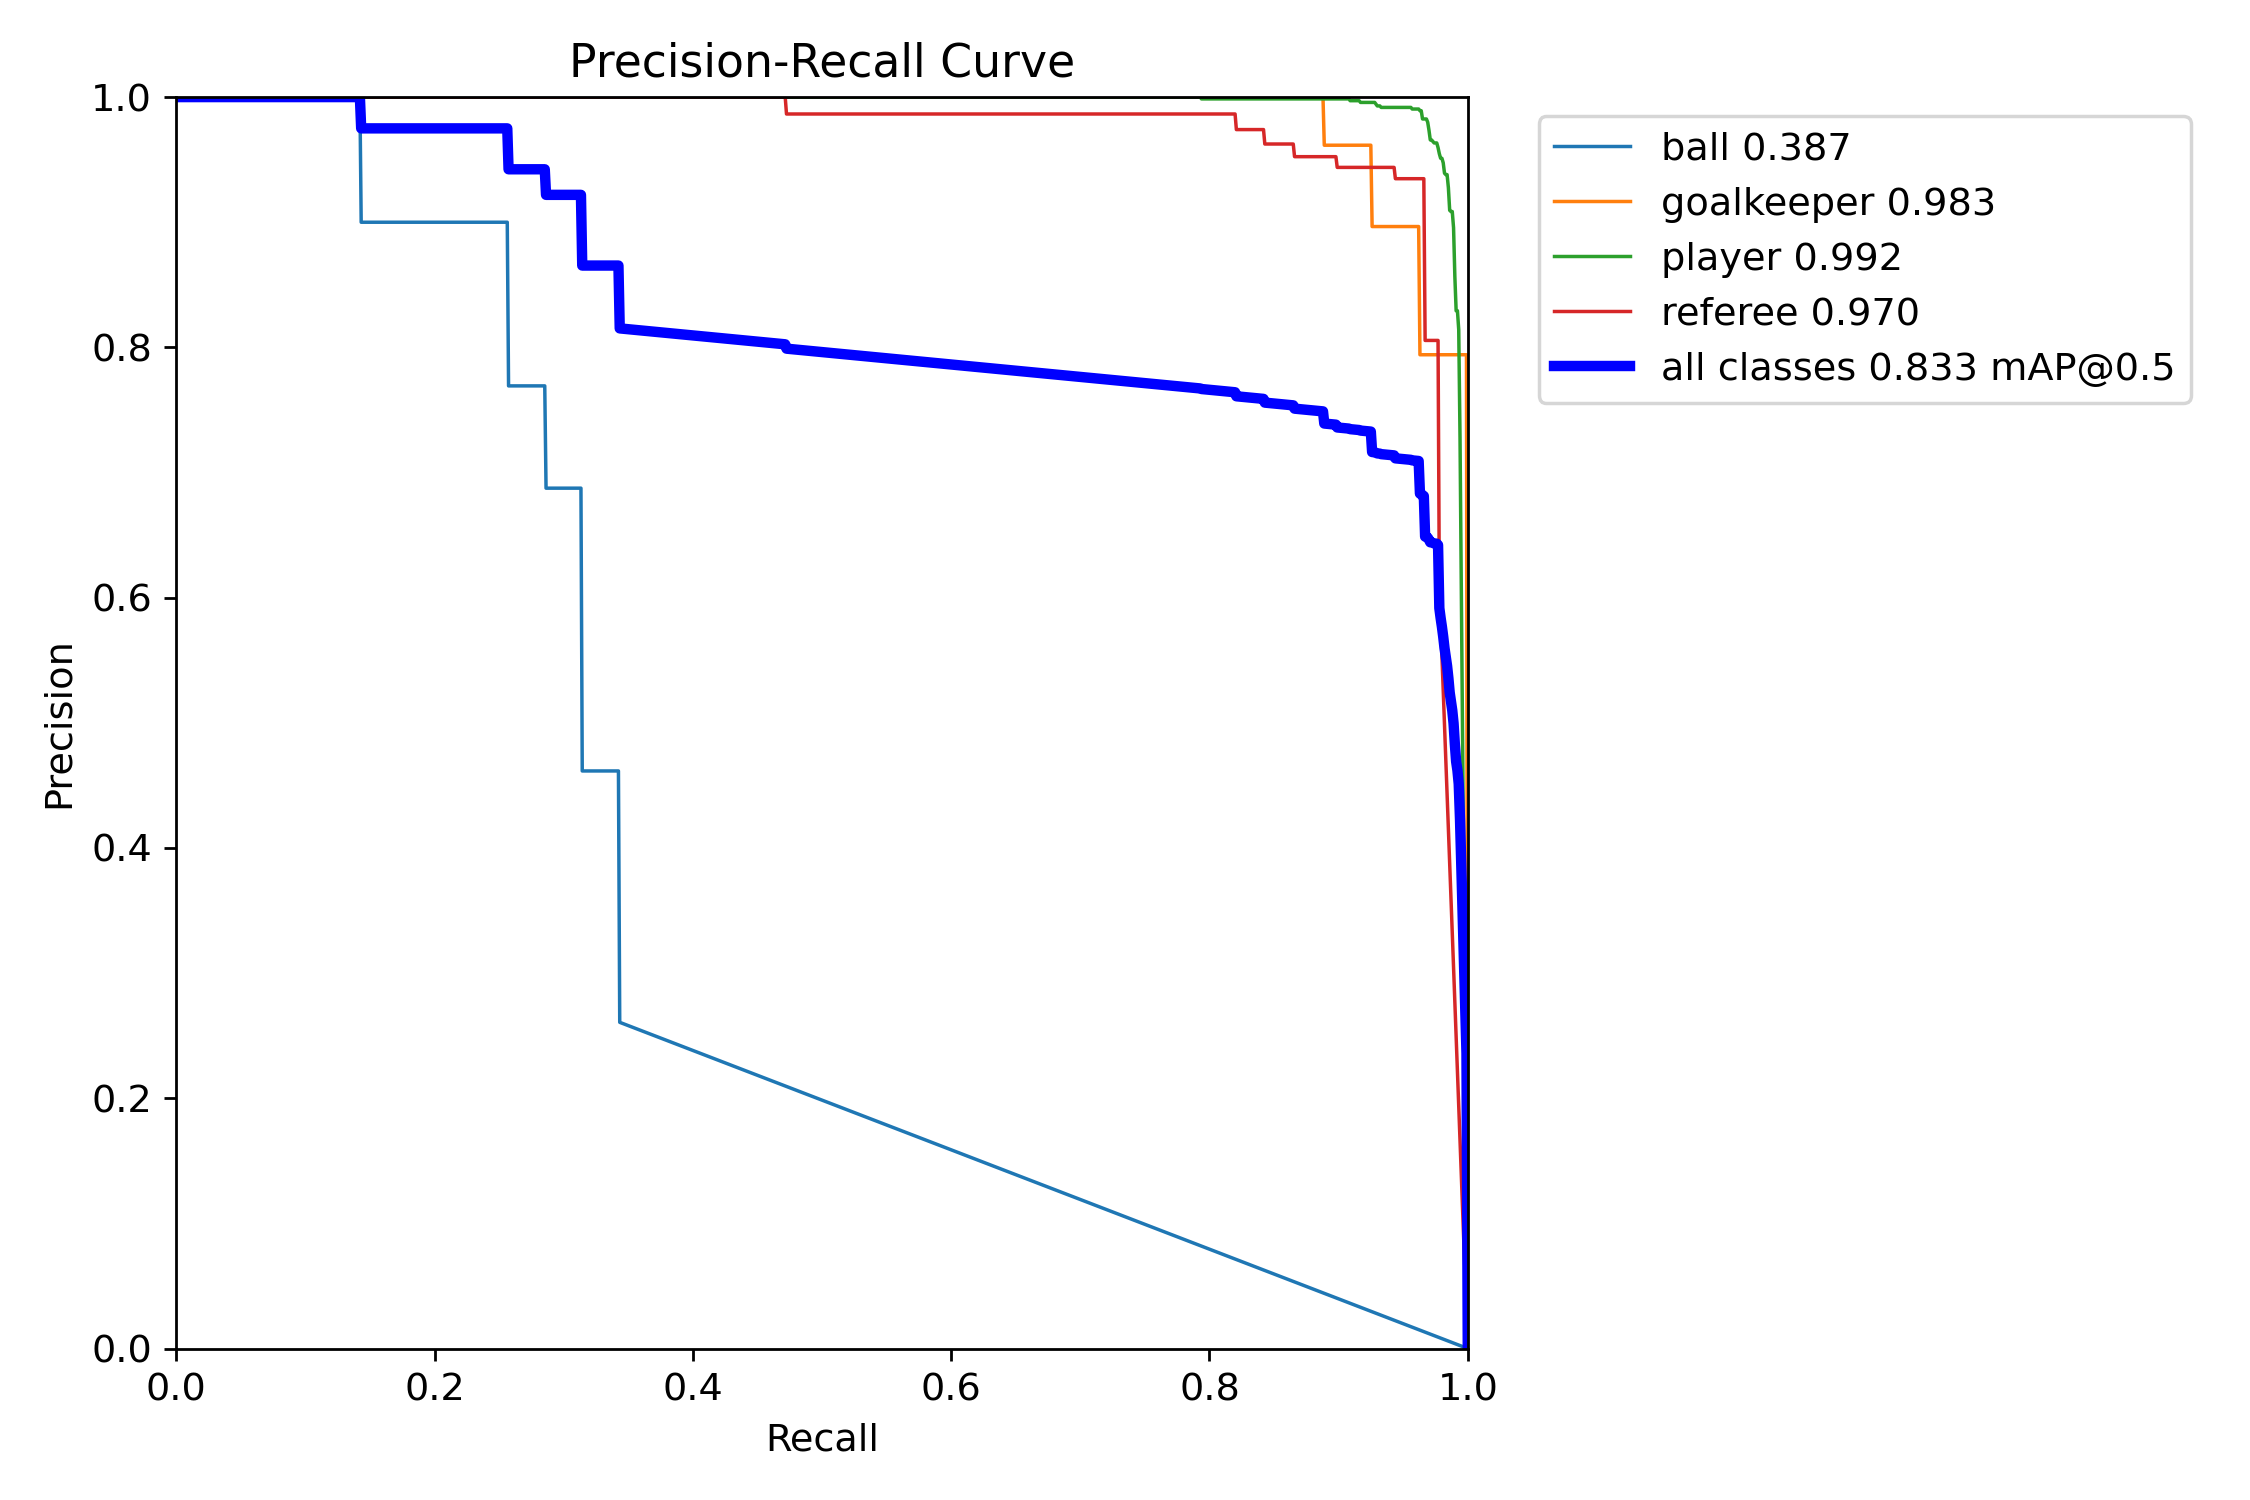 Precision-Recall Curve
1.0
0.8
0.6
0.4
0.2
0.0
Precision
0.0 0.2 0.4 0.6 0.8 1.0
Recall
ball 0.387
goalkeeper 0.983
player 0.992
referee 0.970
all classes 0.833 mAP@0.5